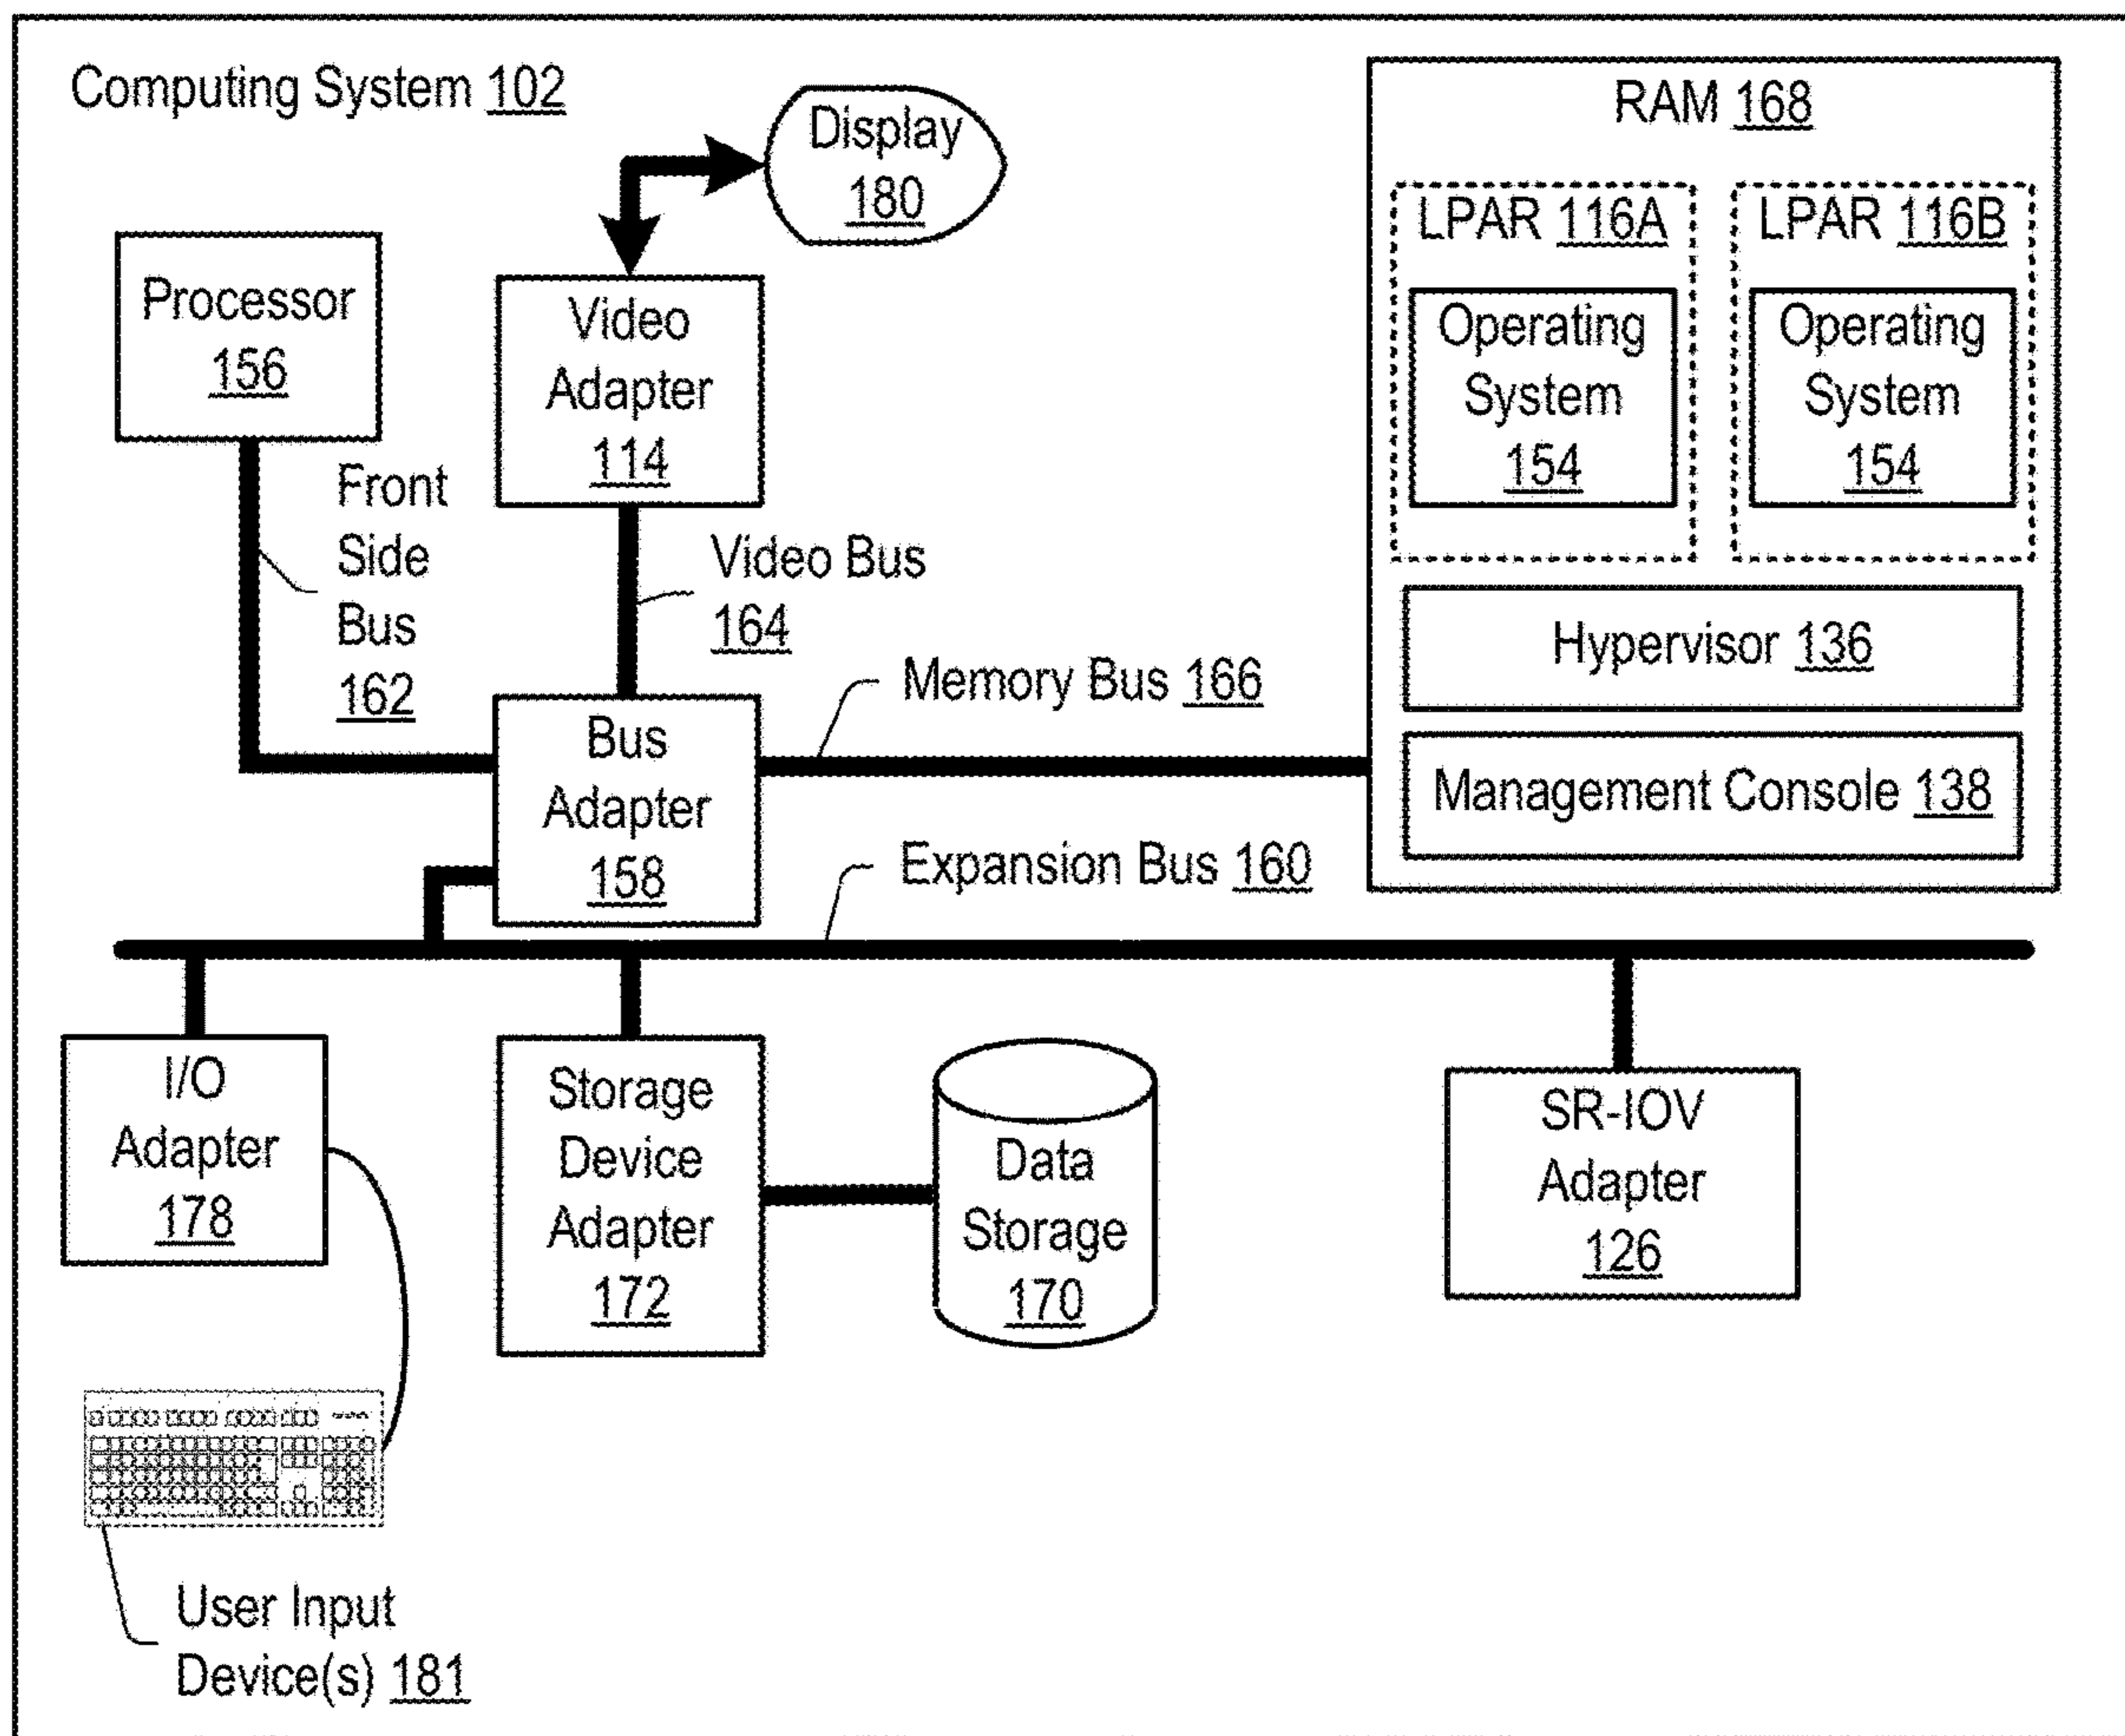 Computing System 102
Display
180
RAM 168
LPAR 116A
Operating
System
154
LPAR 116B
Operating
System
154
Hypervisor 136
Management Console 138
Processor
156
Video
Adapter
114
Front
Side
Bus
162
Video Bus
164
Memory Bus 166
Bus
Adapter
158
Expansion Bus 160
I/O
Adapter
178
Storage
Device
Adapter
172
Data
Storage
170
SR-IOV
Adapter
126
User Input
Device(s) 181